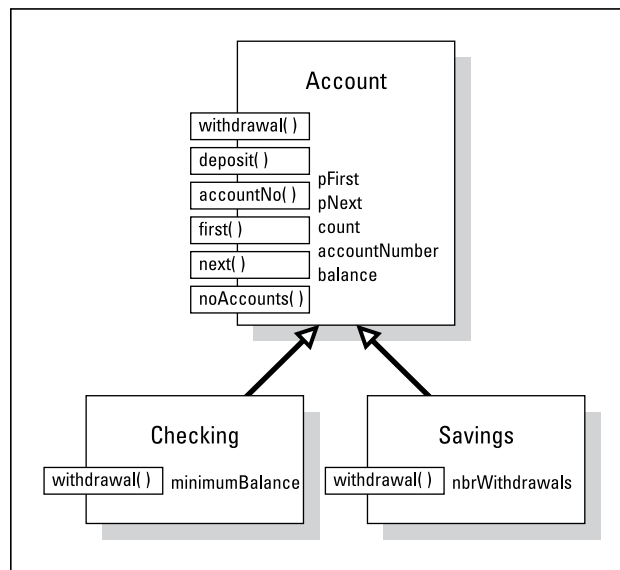 Account
withdrawal( )
deposit( )
accountNo( )
first( )
next( )
noAccounts( )
pFirst
pNext
count
accountNumber
balance
Checking
withdrawal( )
minimumBalance
Savings
withdrawal( )
nbrWithdrawals